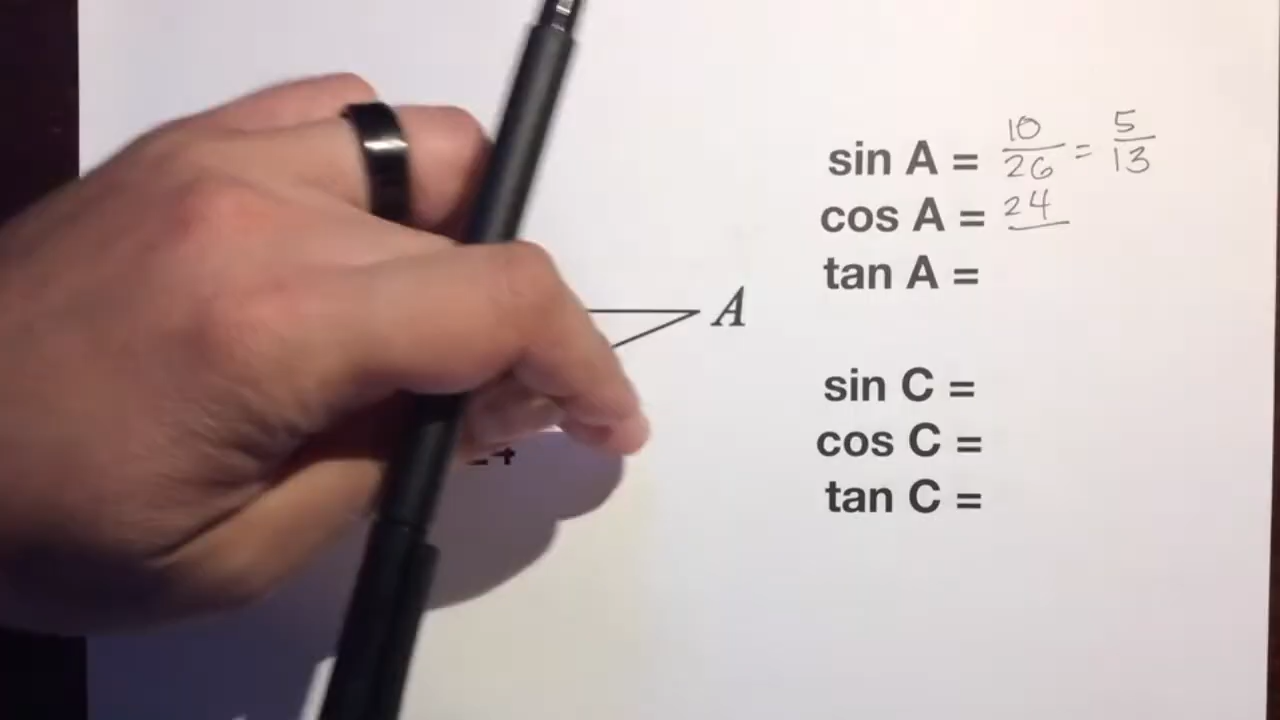 sin A = 10/26 = 5/13
cos A = 24
tan A =
A
sin C =
cos C =
tan C =